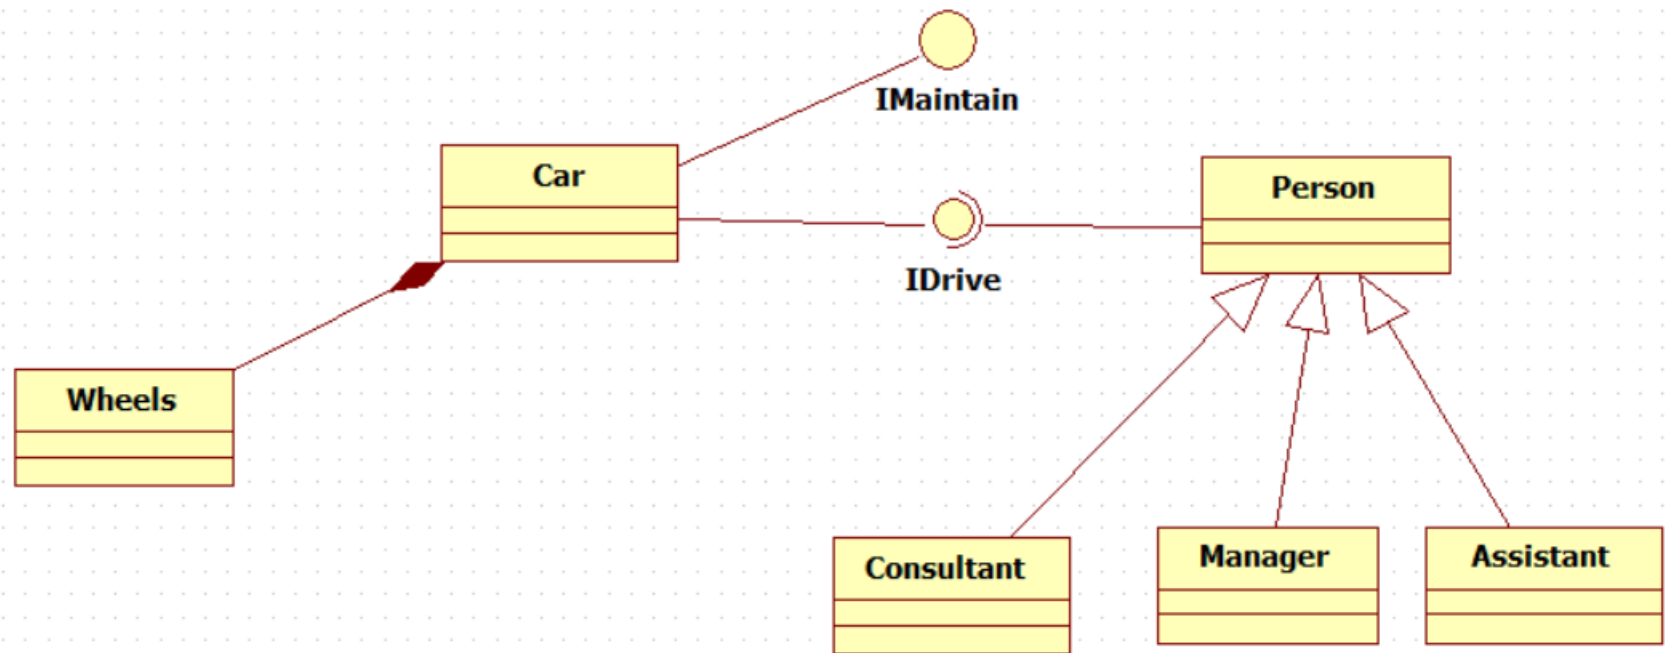 IMaintain
Car
Person
IDrive
Wheels
Consultant
Manager
Assistant